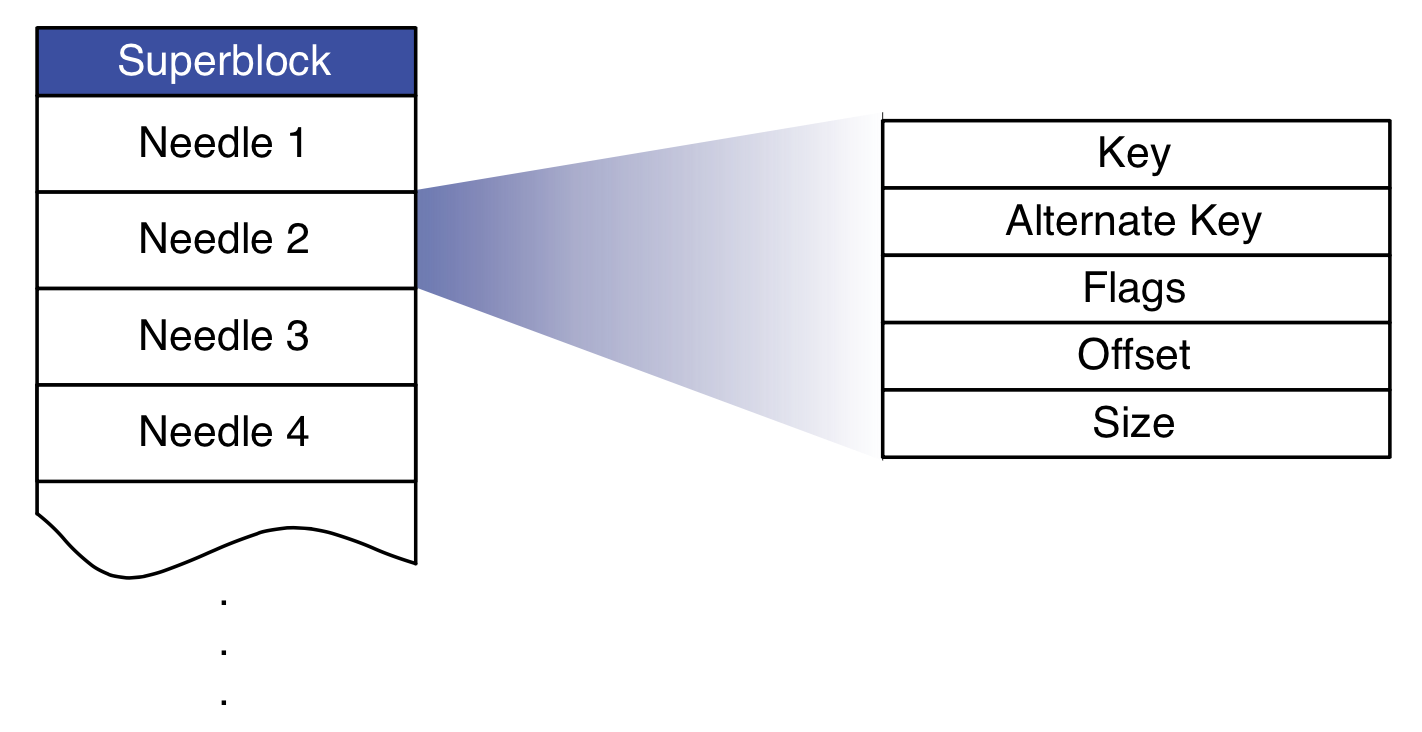 Superblock
Needle 1
Needle 2
Needle 3
Needle 4
.
.
.
Key
Alternate Key
Flags
Offset
Size